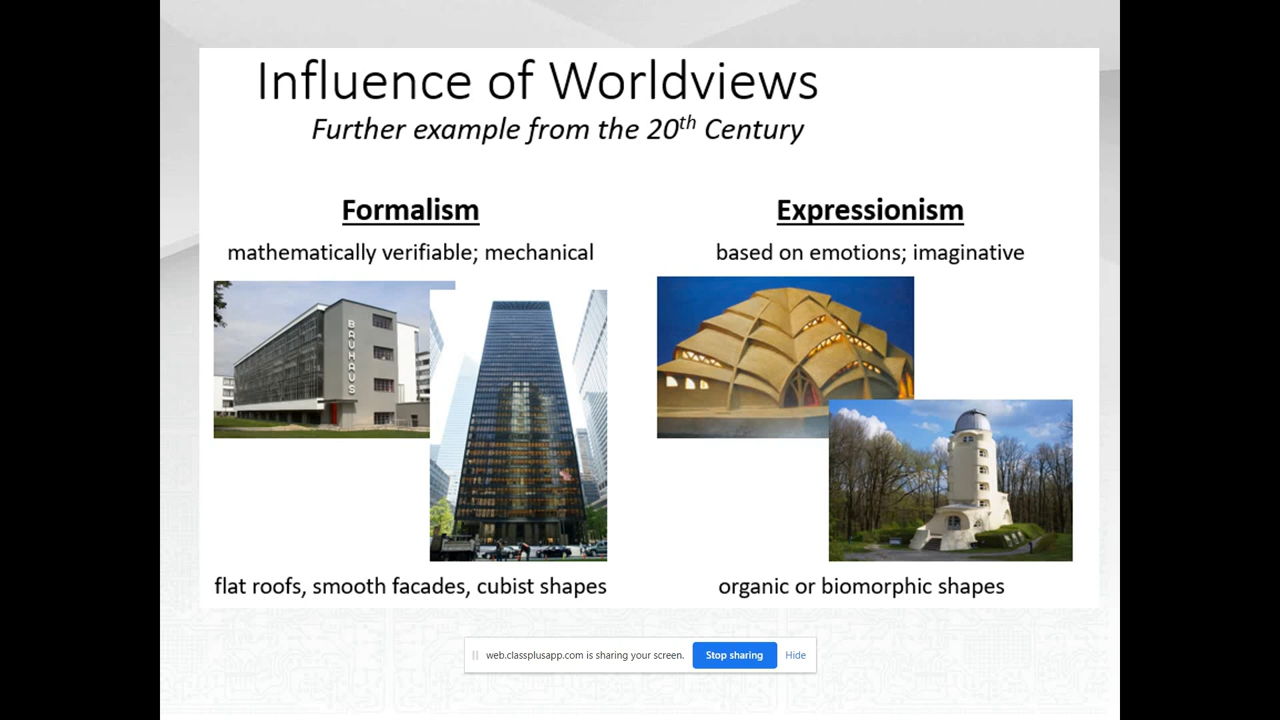 Influence of Worldviews
Further example from the 20th Century
Formalism
mathematically verifiable; mechanical
BAUHAUS
flat roofs, smooth facades, cubist shapes
Expressionism
based on emotions; imaginative
organic or biomorphic shapes
web.classplusapp.com is sharing your screen. Stop sharing Hide